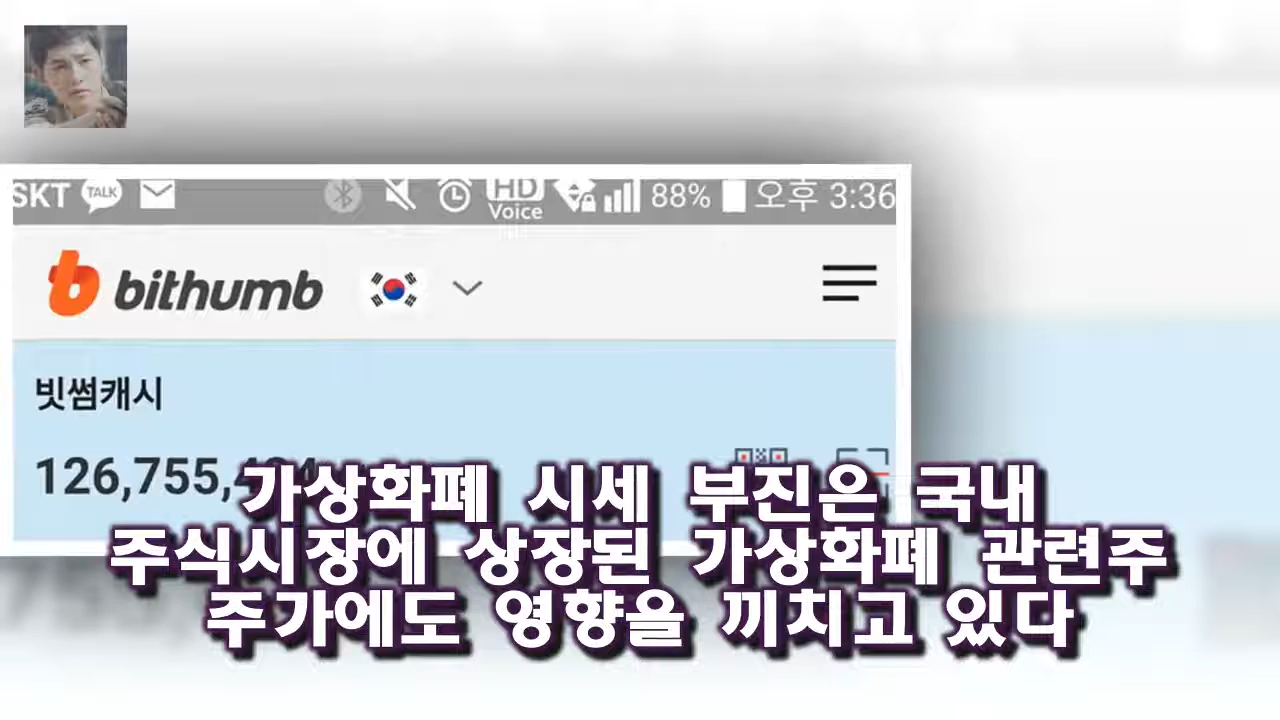 SKT TALK HD Voice 88% 오후 3:36
bithumb
빗썸캐시
126,755,
가상화폐 시세 부진은 국내
주식시장에 상장된 가상화폐 관련주
주가에도 영향을 끼치고 있다